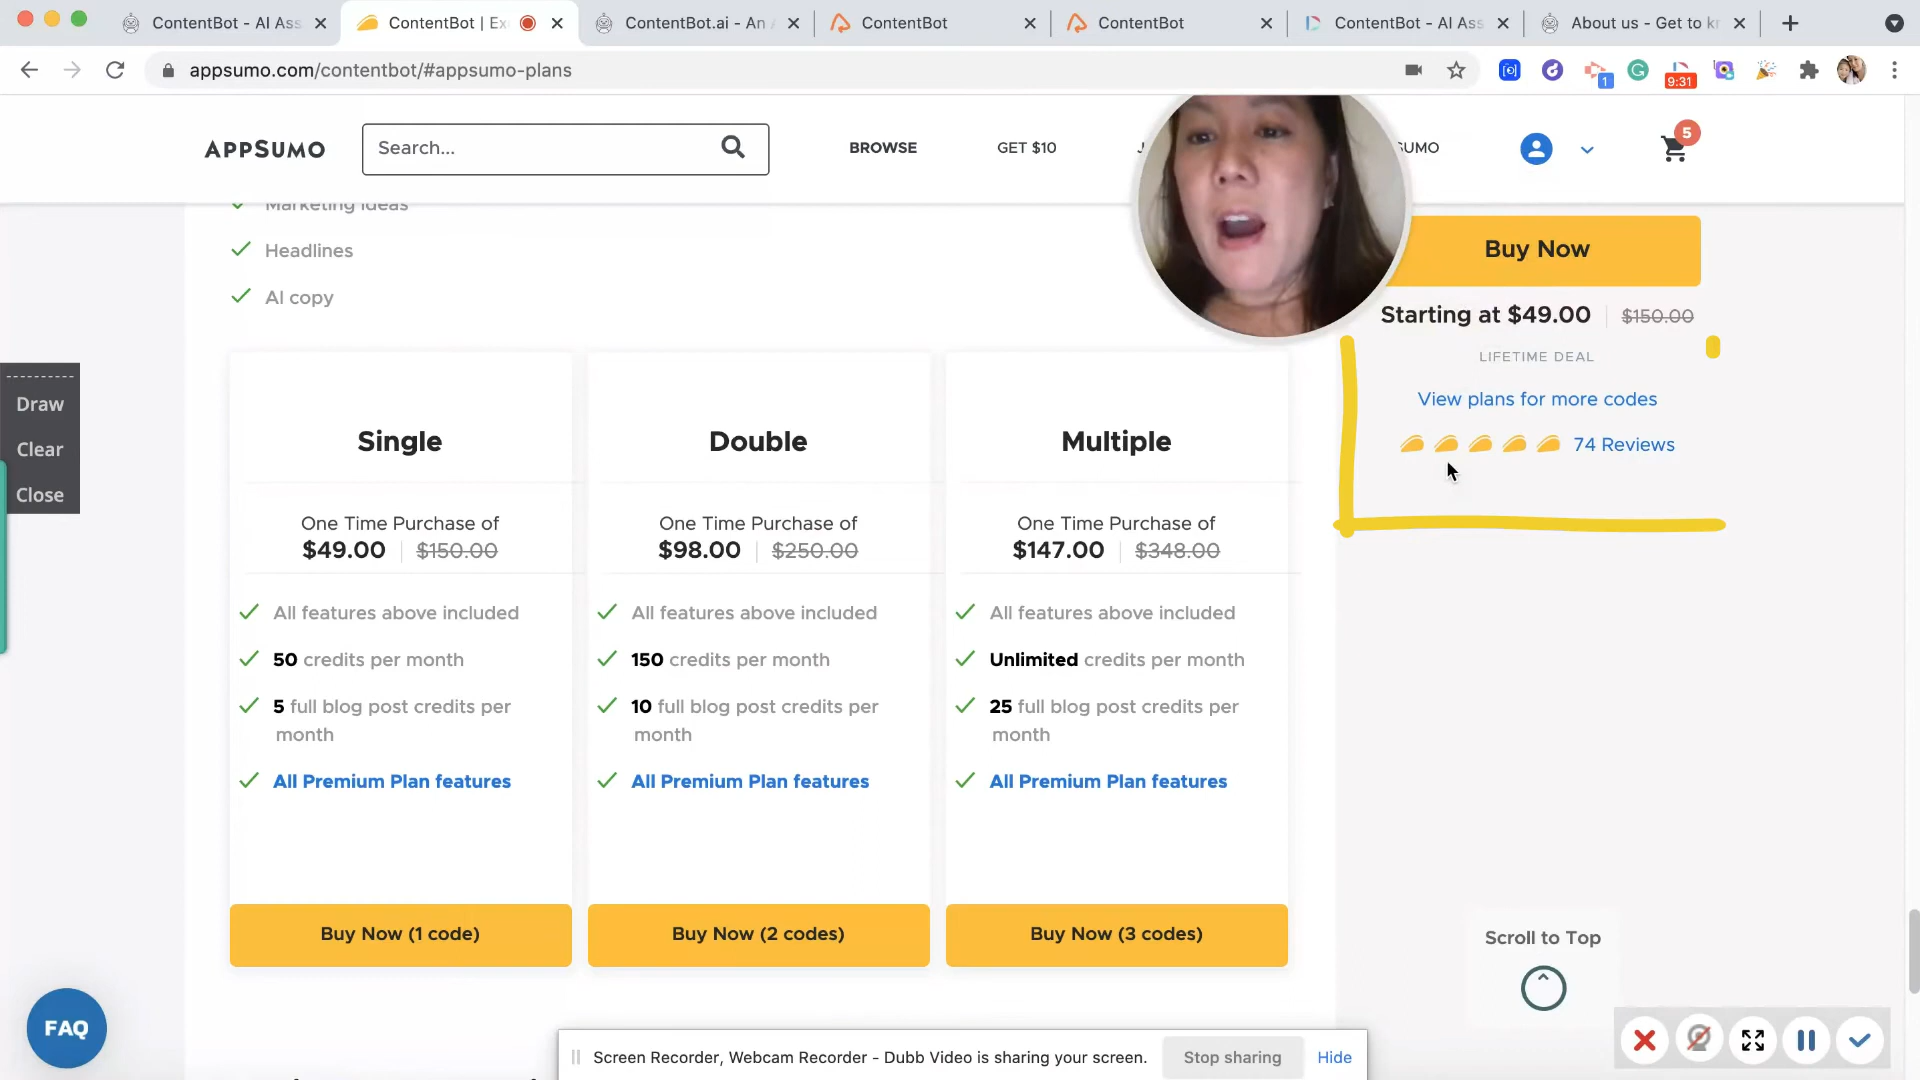 ContentBot - AI Ass
ContentBot | Ex
ContentBot.ai - An A
ContentBot
ContentBot
ContentBot - AI Ass
About us - Get to kr
appsumo.com/contentbot/#appsumo-plans
1
9:31
APPSUMO
Search...
BROWSE
GET $10
SUMO
5
Marketing ideas
Headlines
AI copy
Buy Now
Starting at $49.00 $150.00
LIFETIME DEAL
View plans for more codes
74 Reviews
Draw
Clear
Close
Single
One Time Purchase of
$49.00 $150.00
All features above included
50 credits per month
5 full blog post credits per
month
All Premium Plan features
Buy Now (1 code)
Double
One Time Purchase of
$98.00 $250.00
All features above included
150 credits per month
10 full blog post credits per
month
All Premium Plan features
Buy Now (2 codes)
Multiple
One Time Purchase of
$147.00 $348.00
All features above included
Unlimited credits per month
25 full blog post credits per
month
All Premium Plan features
Buy Now (3 codes)
Scroll to Top
FAQ
Screen Recorder, Webcam Recorder - Dubb Video is sharing your screen.
Stop sharing
Hide